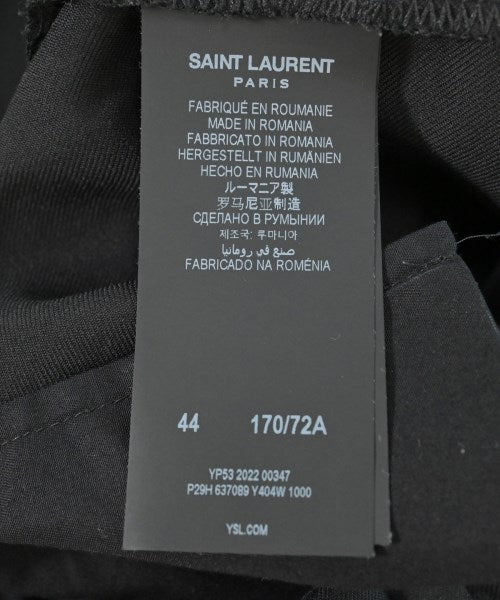 SAINT LAURENT
PARIS
FABRIQUÉ EN ROUMANIE
MADE IN ROMANIA
FABBRICATO IN ROMANIA
HERGESTELLT IN RUMÄNIEN
HECHO EN RUMANIA
ルーマニア製
罗马尼亚制造
СДЕЛАНО В РУМЫНИИ
제조국: 루마니아
صنع في رومانيا
FABRICADO NA ROMÉNIA
44 170/72A
YP53 2022 00347
P29H 637089 Y404W 1000
YSL.COM